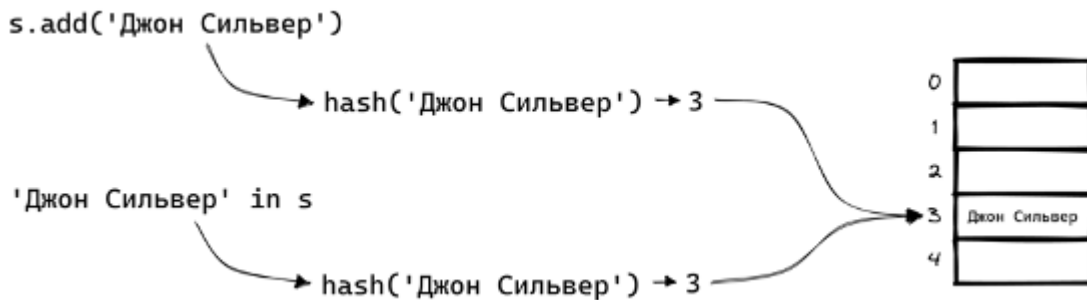 s.add('Джон Сильвер')
hash('Джон Сильвер') → 3
'Джон Сильвер' in s
hash('Джон Сильвер') → 3
0
1
2
3 Джон Сильвер
4